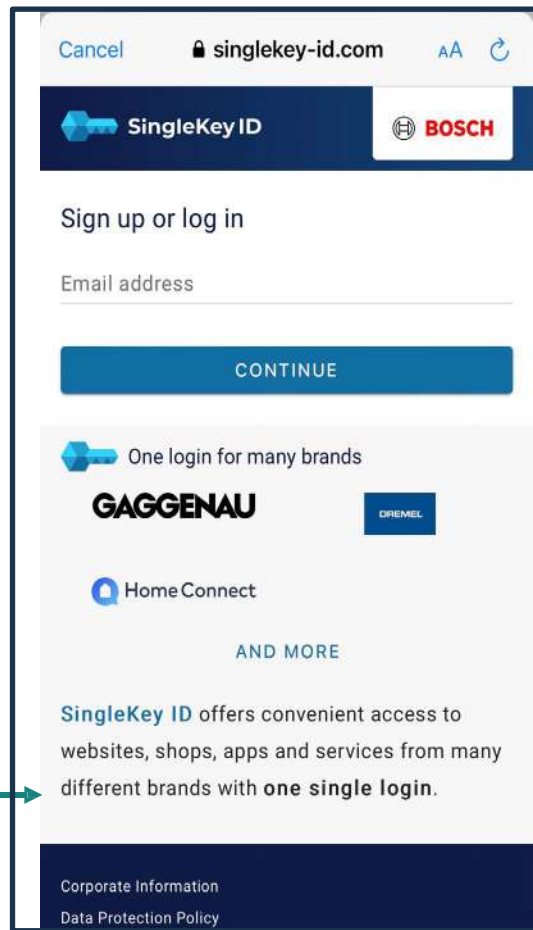 Cancel singlekey-id.com AA
SingleKey ID BOSCH
Sign up or log in
Email address
CONTINUE
One login for many brands
GAGGENAU DREMEL
Home Connect
AND MORE
SingleKey ID offers convenient access to
websites, shops, apps and services from many
different brands with one single login.
Corporate Information
Data Protection Policy